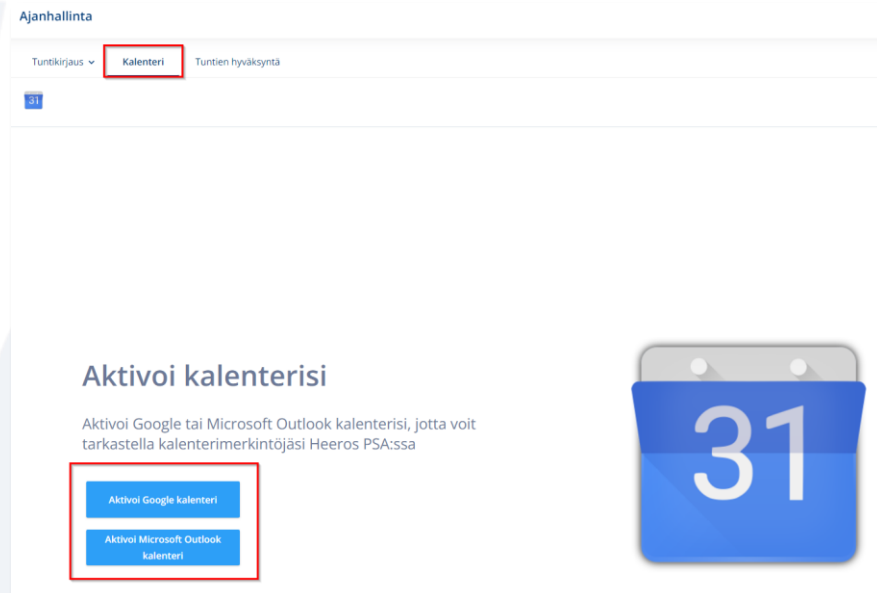 Ajanhallinta
Tuntikirjaus Kalenteri Tuntien hyväksyntä
31
Aktivoi kalenterisi
Aktivoi Google tai Microsoft Outlook kalenterisi, jotta voit
tarkastella kalenterimerkintöjäsi Heeros PSA:ssa
31
Aktivoi Google kalenteri
Aktivoi Microsoft Outlook
kalenteri